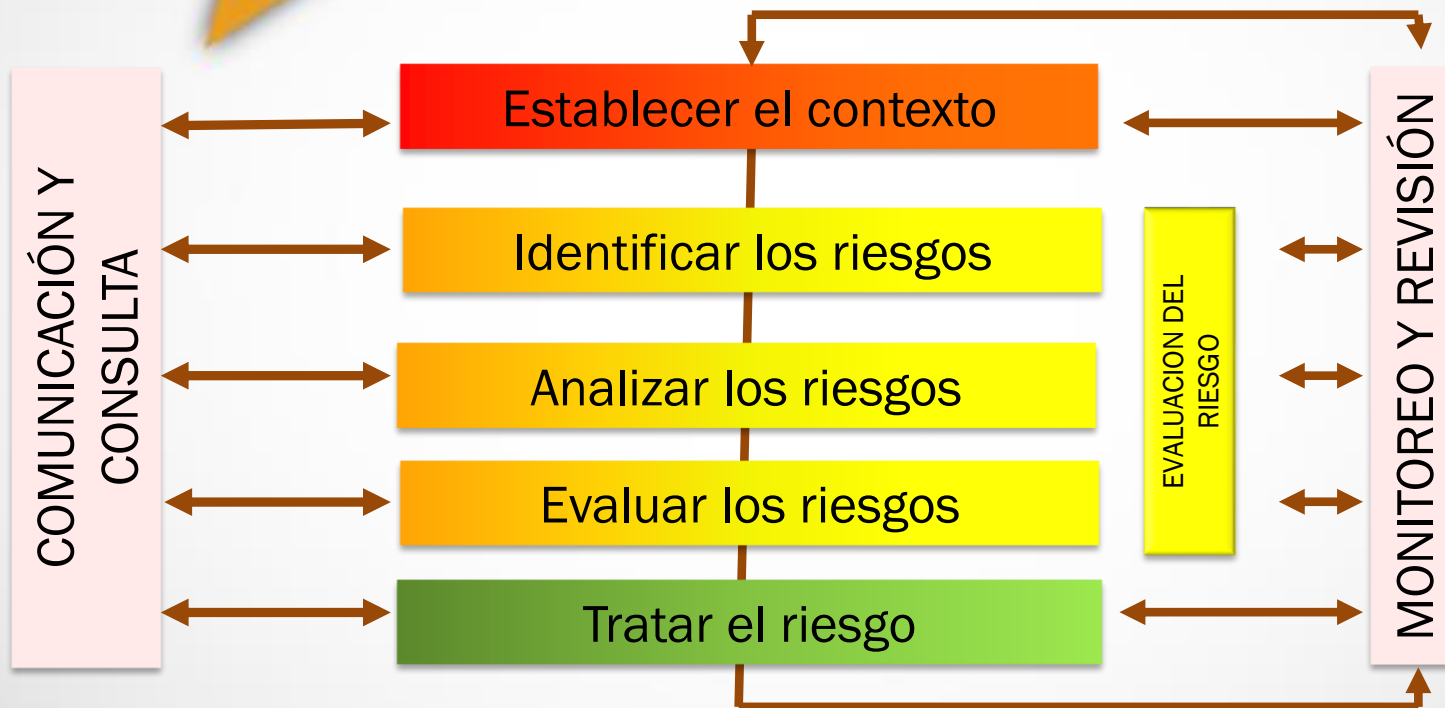 COMUNICACIÓN Y
CONSULTA
Establecer el contexto
Identificar los riesgos
Analizar los riesgos
Evaluar los riesgos
Tratar el riesgo
EVALUACION DEL
RIESGO
MONITOREO Y REVISIÓN